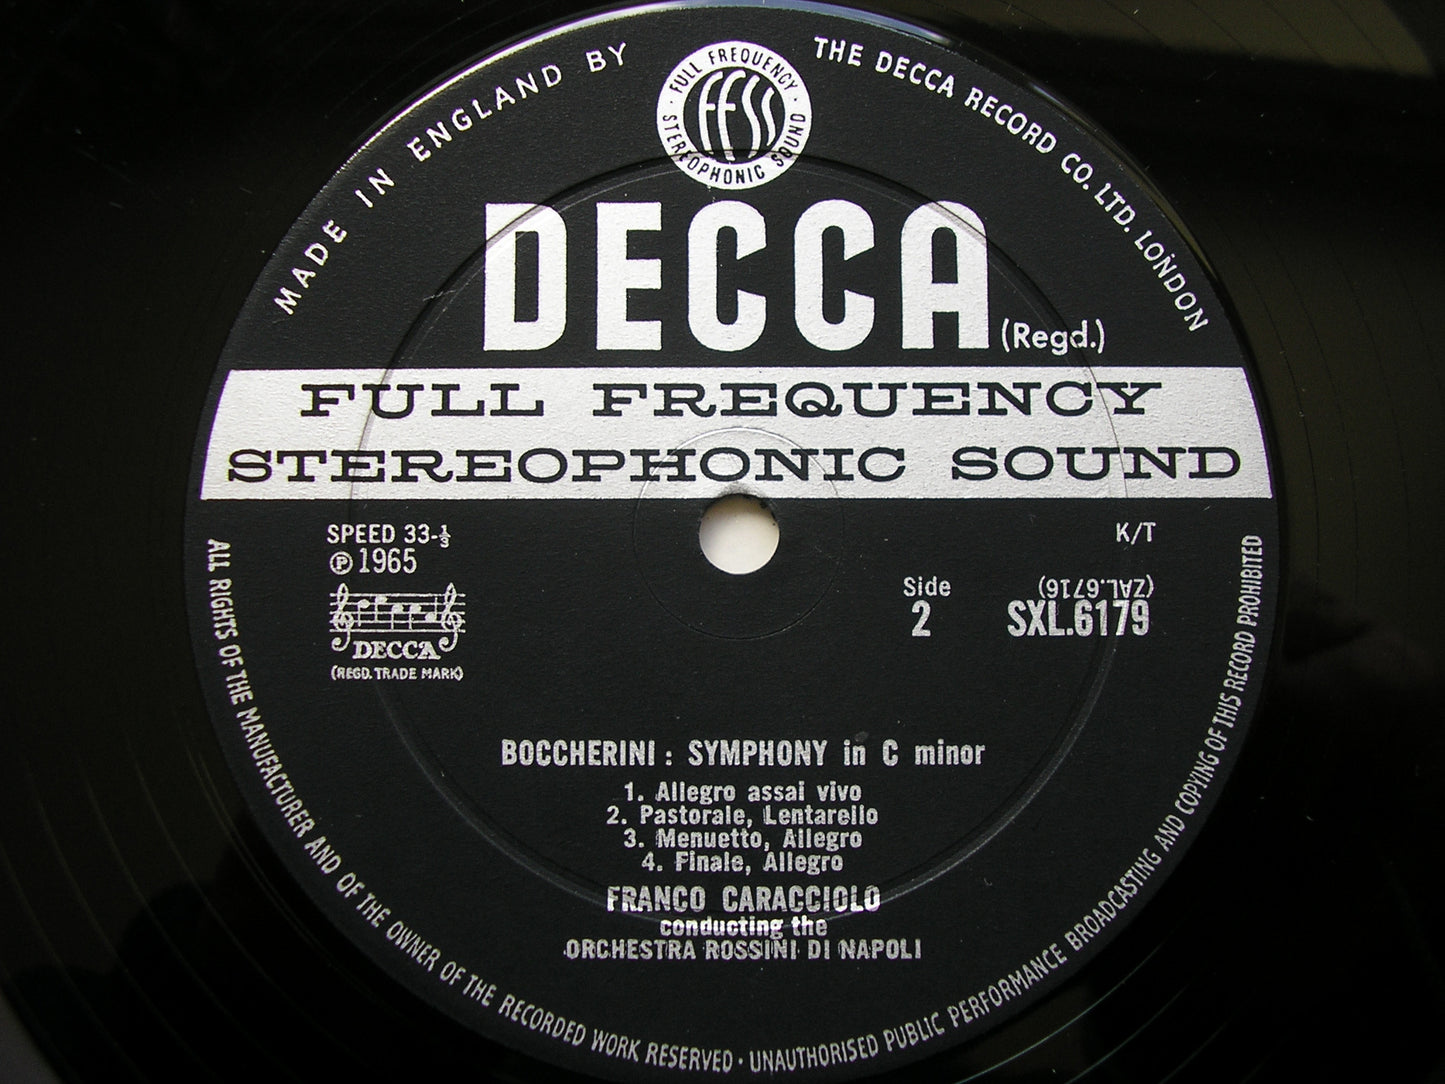 MADE IN ENGLAND BY
THE DECCA RECORD CO. LTD. LONDON
FULL FREQUENCY · STEREOPHONIC SOUND ·
FFSS
DECCA (Regd.)
FULL FREQUENCY
STEREOPHONIC SOUND
SPEED 33-⅓
℗ 1965
K/T
DECCA
(REGD. TRADE MARK)
Side
2
(ZAL.6716)
SXL.6179
BOCCHERINI : SYMPHONY in C minor
1. Allegro assai vivo
2. Pastorale, Lentarello
3. Menuetto, Allegro
4. Finale, Allegro
FRANCO CARACCIOLO
conducting the
ORCHESTRA ROSSINI DI NAPOLI
ALL RIGHTS OF THE MANUFACTURER AND OF THE OWNER OF THE RECORDED WORK RESERVED · UNAUTHORISED PUBLIC PERFORMANCE BROADCASTING AND COPYING OF THIS RECORD PROHIBITED